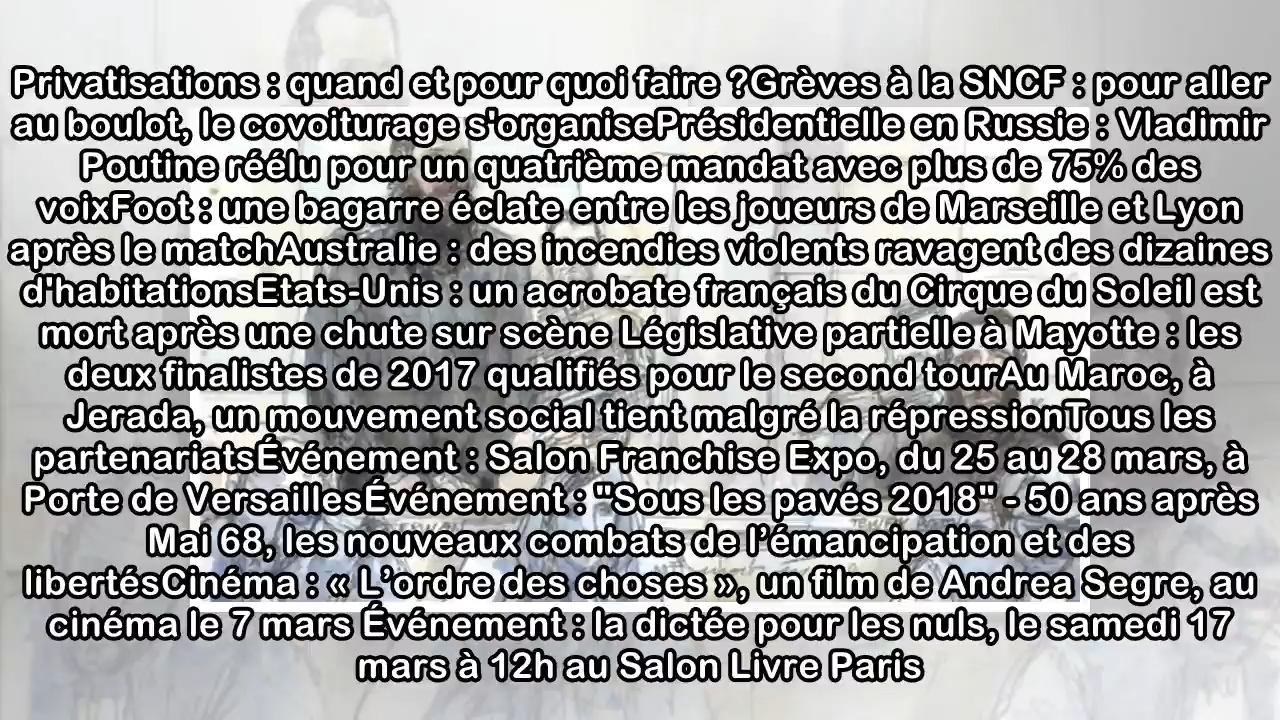 Privatisations : quand et pour quoi faire ?Grèves à la SNCF : pour aller
au boulot, le covoiturage s'organisePrésidentielle en Russie : Vladimir
Poutine réélu pour un quatrième mandat avec plus de 75% des
voixFoot : une bagarre éclate entre les joueurs de Marseille et Lyon
après le matchAustralie : des incendies violents ravagent des dizaines
d'habitationsEtats-Unis : un acrobate français du Cirque du Soleil est
mort après une chute sur scène Législative partielle à Mayotte : les
deux finalistes de 2017 qualifiés pour le second tourAu Maroc, à
Jerada, un mouvement social tient malgré la répressionTous les
partenariatsÉvénement : Salon Franchise Expo, du 25 au 28 mars, à
Porte de VersaillesÉvénement : "Sous les pavés 2018" - 50 ans après
Mai 68, les nouveaux combats de l’émancipation et des
libertésCinéma : « L’ordre des choses », un film de Andrea Segre, au
cinéma le 7 mars Événement : la dictée pour les nuls, le samedi 17
mars à 12h au Salon Livre Paris